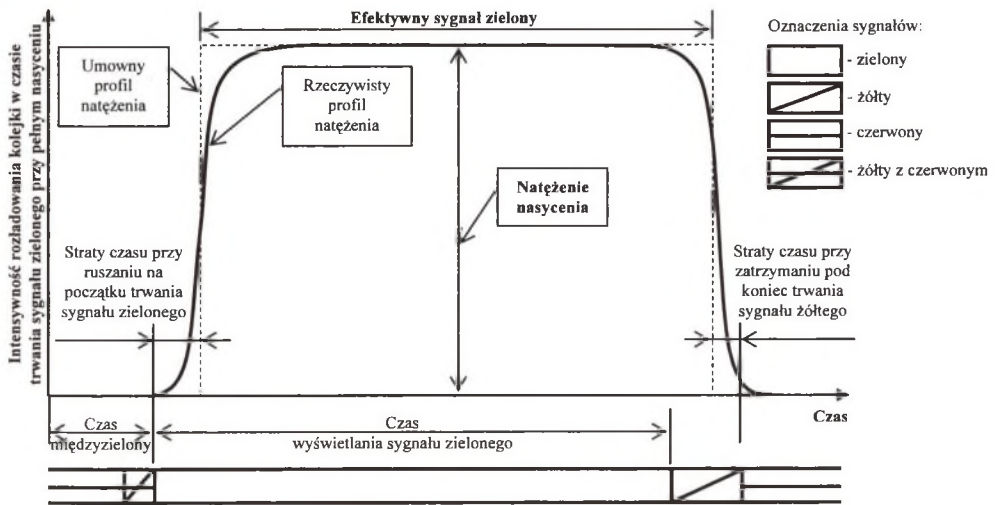 Intensywność rozładowania kolejki w czasie
trwania sygnału zielonego przy pełnym nasyceniu
Efektywny sygnał zielony
Umowny
profil
natężenia
Rzeczywisty
profil
natężenia
Natężenie
nasycenia
Straty czasu przy
ruszaniu na
początku trwania
sygnału zielonego
Straty czasu przy
zatrzymaniu pod
koniec trwania
sygnału żółtego
Czas
Czas
międzyzielony
Czas
wyświetlania sygnału zielonego
Oznaczenia sygnałów:
- zielony
- żółty
- czerwony
- żółty z czerwonym